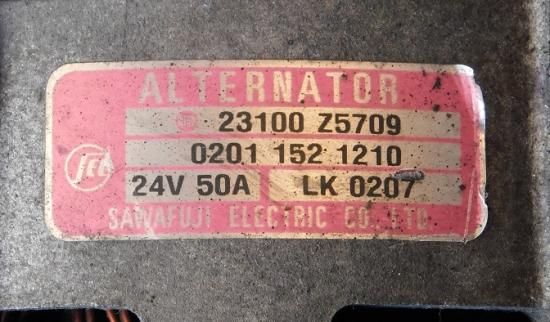 ALTERNATOR
23100 Z5709
0201 152 1210
24V 50A LK 0207
SAWAFUJI ELECTRIC CO., LTD.